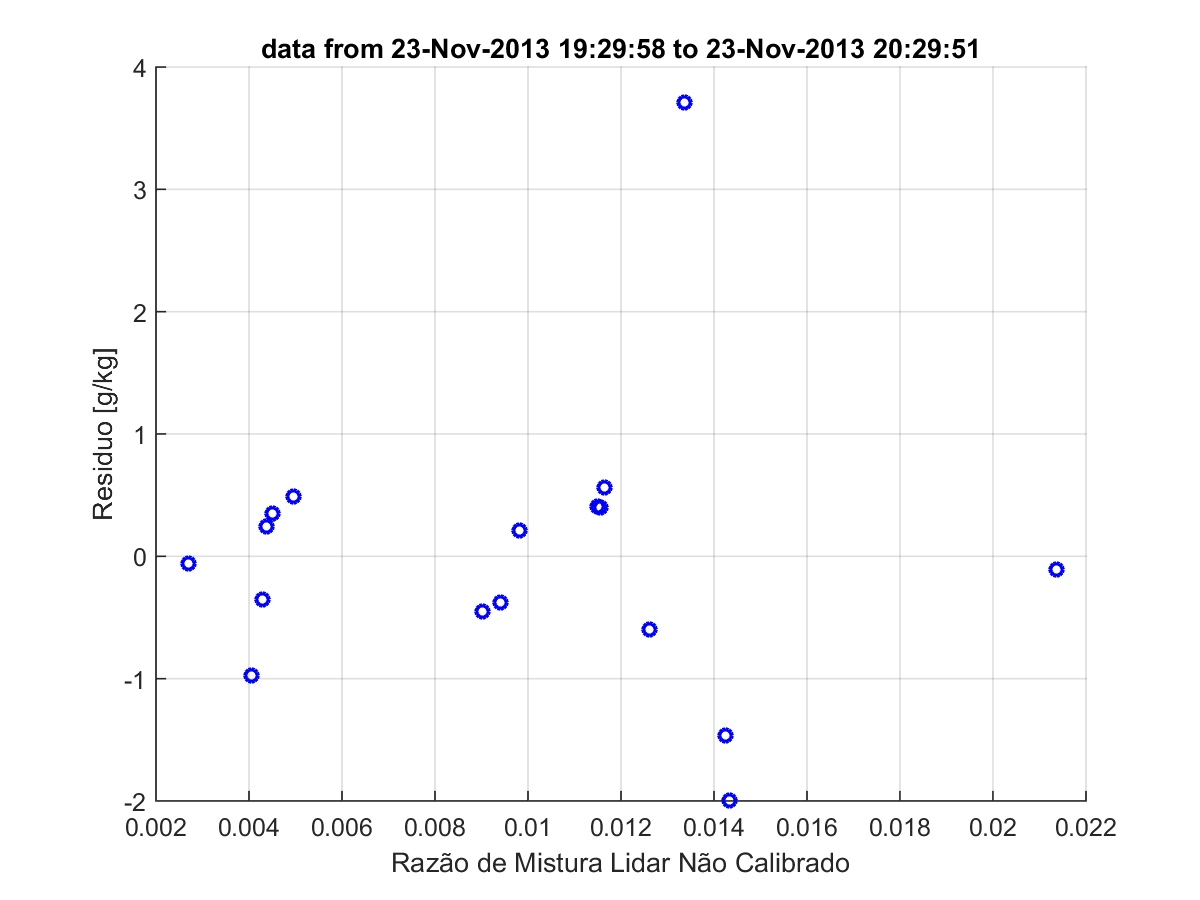 data from 23-Nov-2013 19:29:58 to 23-Nov-2013 20:29:51
4
3
2
1
0
-1
-2
Residuo [g/kg]
0.002 0.004 0.006 0.008 0.01 0.012 0.014 0.016 0.018 0.02 0.022
Razão de Mistura Lidar Não Calibrado